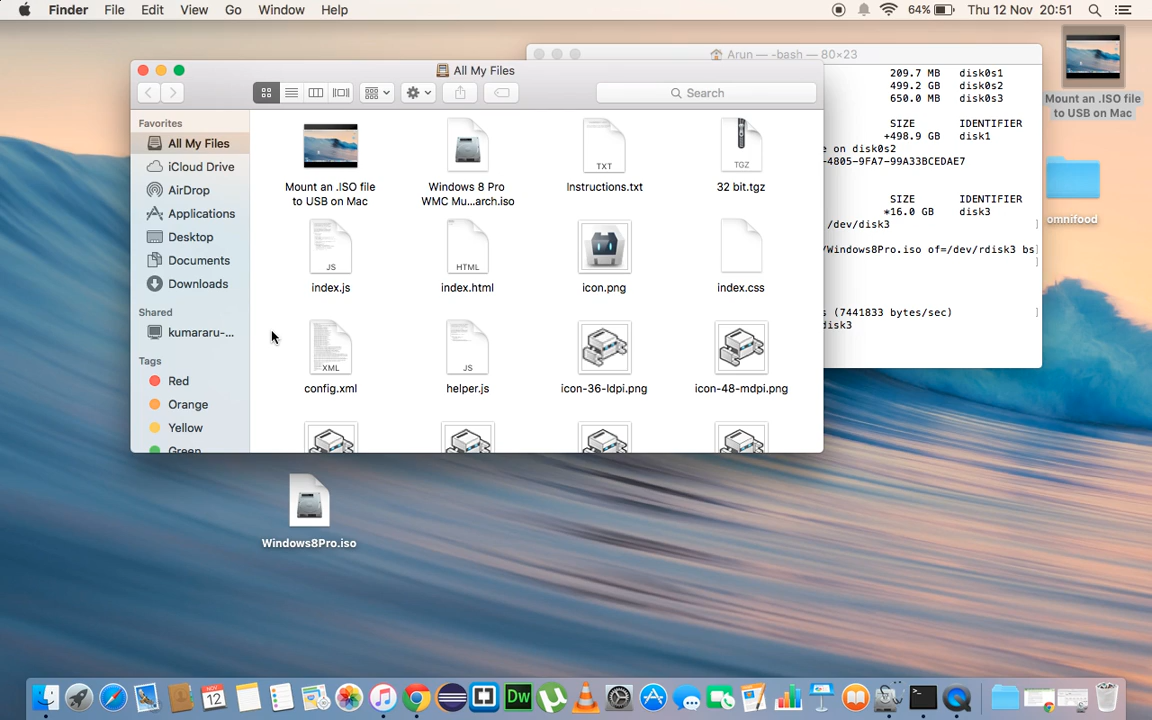 Finder File Edit View Go Window Help 64% Thu 12 Nov 20:51
Arun — -bash — 80×23
All My Files
Search
Favorites
All My Files
iCloud Drive
AirDrop
Applications
Desktop
Documents
Downloads
Shared
kumararu-...
Tags
Red
Orange
Yellow
Green
Mount an .ISO file
to USB on Mac
Windows 8 Pro
WMC Mu...arch.iso
TXT
Instructions.txt
TGZ
32 bit.tgz
JS
index.js
HTML
index.html
icon.png
index.css
XML
config.xml
JS
helper.js
icon-36-ldpi.png
icon-48-mdpi.png
209.7 MB disk0s1
499.2 GB disk0s2
650.0 MB disk0s3
SIZE IDENTIFIER
+498.9 GB disk1
e on disk0s2
-4805-9FA7-99A33BCEDAE7
SIZE IDENTIFIER
*16.0 GB disk3
/dev/disk3 ]
/Windows8Pro.iso of=/dev/rdisk3 bs]
]
s (7441833 bytes/sec) ]
disk3
Mount an .ISO file
to USB on Mac
omnifood
Windows8Pro.iso
NOV
12
Dw